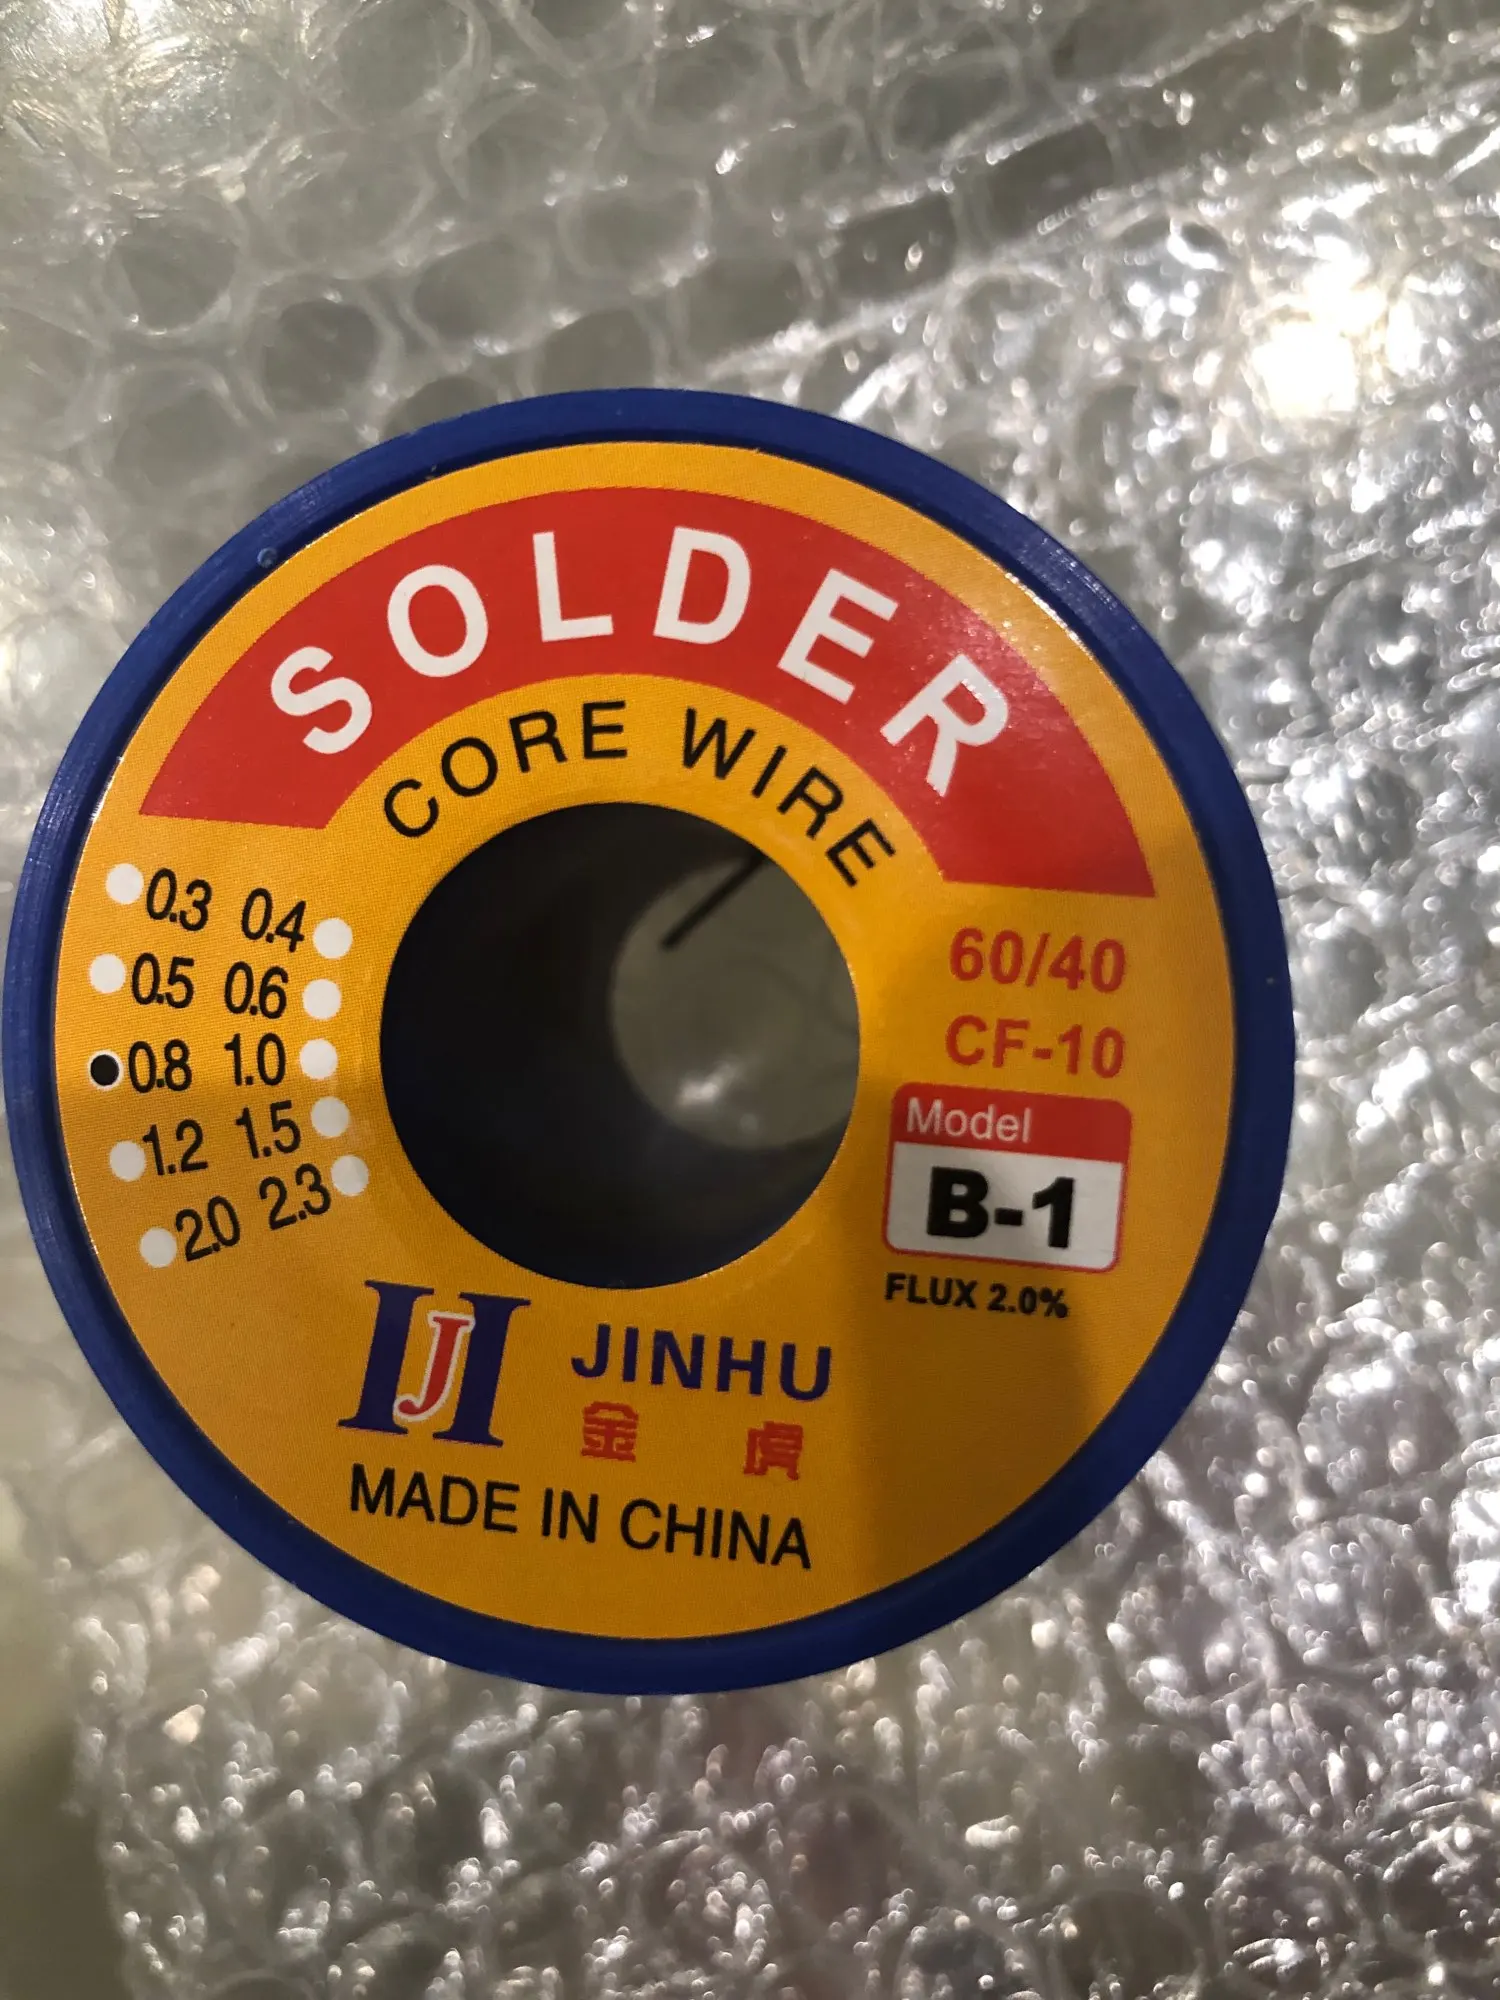 SOLDER
CORE WIRE
0.3 0.4
0.5 0.6
0.8 1.0
1.2 1.5
2.0 2.3
60/40
CF-10
Model
B-1
FLUX 2.0%
JH
JINHU
金虎
MADE IN CHINA